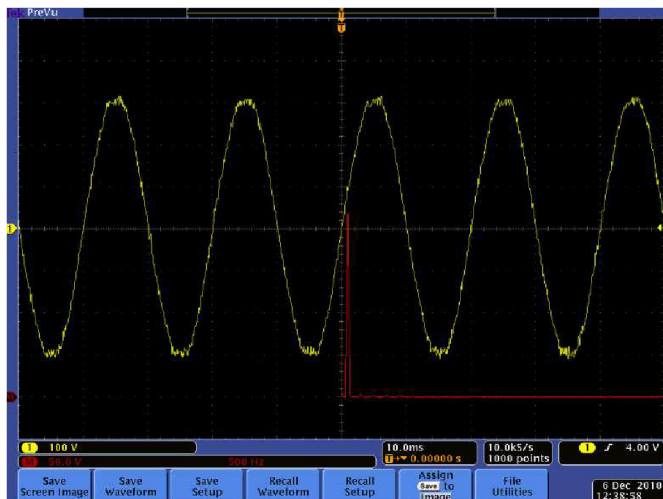 Tek PreVu
T
T
1
M
1 100 V
10.0ms
10.0kS/s
1 4.00 V
M 50.0 V 500 Hz
T 0.00000 s
1000 points
Save Screen Image
Save Waveform
Save Setup
Recall Waveform
Recall Setup
Assign Save to Image
File Utilities
6 Dec 2010
12:38:58